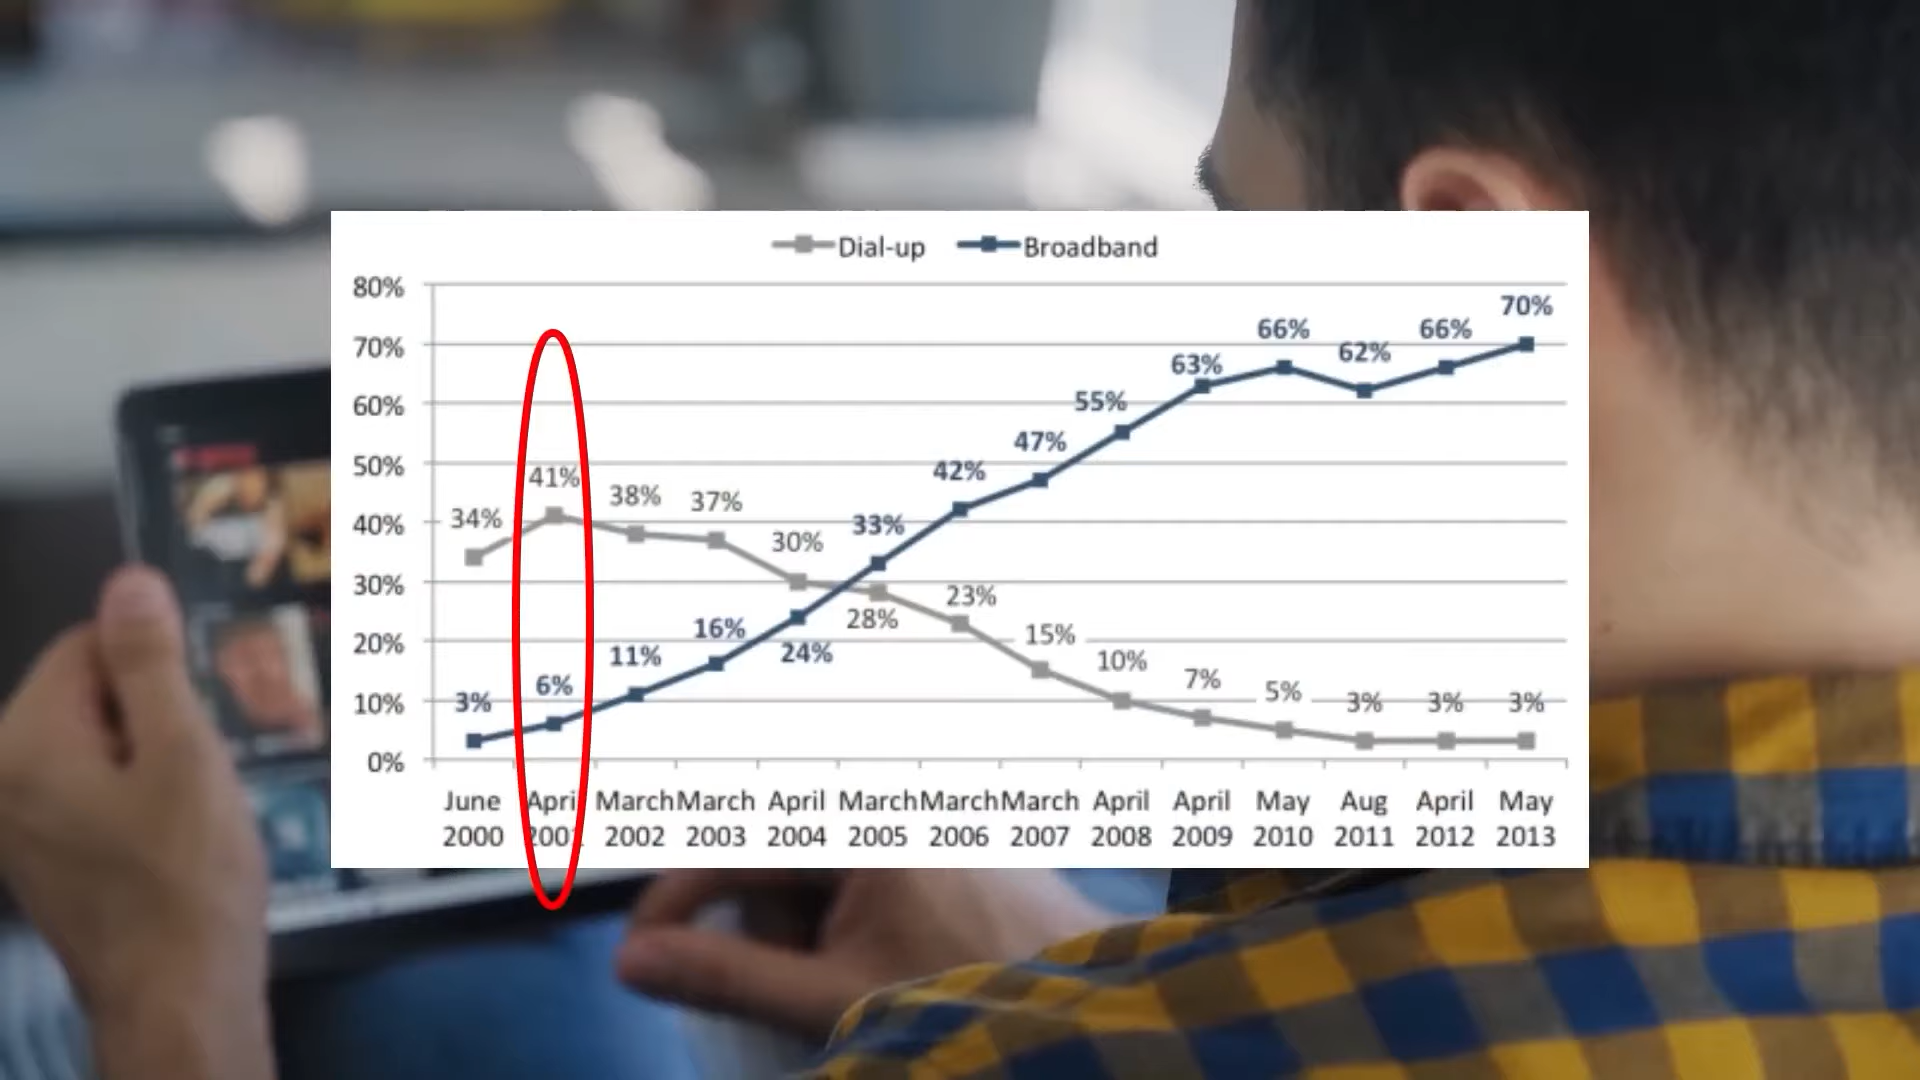 Dial-up Broadband
80%
70%
60%
50%
40%
30%
20%
10%
0%
34% 41% 38% 37% 30% 28% 23% 15% 10% 7% 5% 3% 3% 3%
3% 6% 11% 16% 24% 33% 42% 47% 55% 63% 66% 62% 66% 70%
June April March March April March March March April April May Aug April May
2000 2001 2002 2003 2004 2005 2006 2007 2008 2009 2010 2011 2012 2013